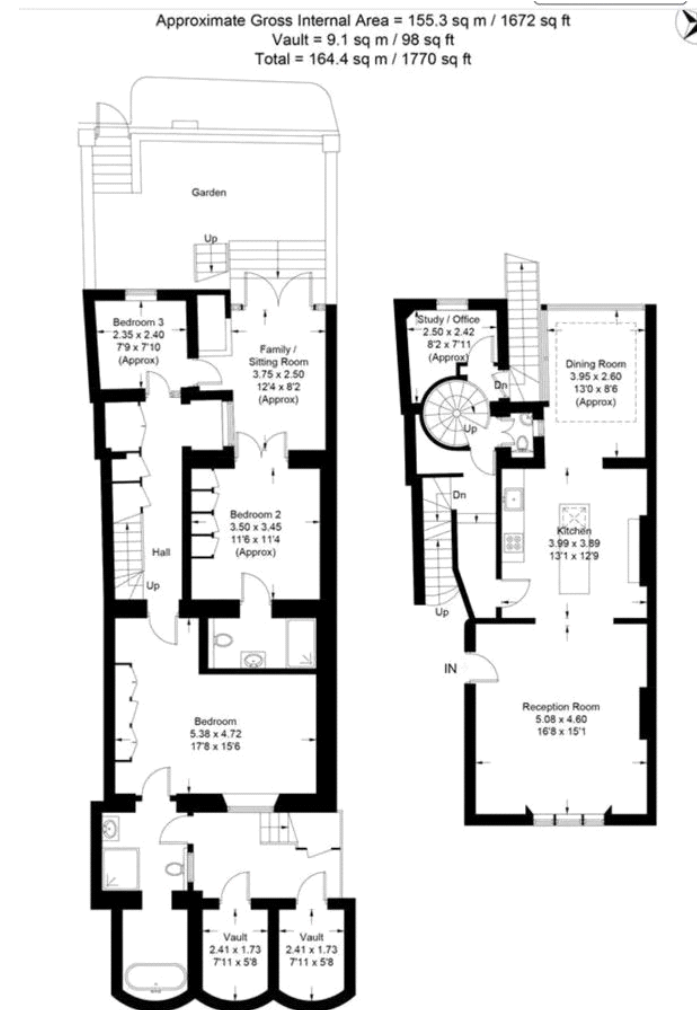 Approximate Gross Internal Area = 155.3 sq m / 1672 sq ft
Vault = 9.1 sq m / 98 sq ft
Total = 164.4 sq m / 1770 sq ft
Garden
Up
Bedroom 3
2.35 x 2.40
7'9 x 7'10
(Approx)
Family /
Sitting Room
3.75 x 2.50
12'4 x 8'2
(Approx)
Bedroom 2
3.50 x 3.45
11'6 x 11'4
(Approx)
Hall
Up
Bedroom
5.38 x 4.72
17'8 x 15'6
Vault
2.41 x 1.73
7'11 x 5'8
Vault
2.41 x 1.73
7'11 x 5'8
Study / Office
2.50 x 2.42
8'2 x 7'11
(Approx)
Dn
Up
Dining Room
3.95 x 2.60
13'0 x 8'6
(Approx)
Dn
Up
Kitchen
3.99 x 3.89
13'1 x 12'9
IN
Reception Room
5.08 x 4.60
16'8 x 15'1